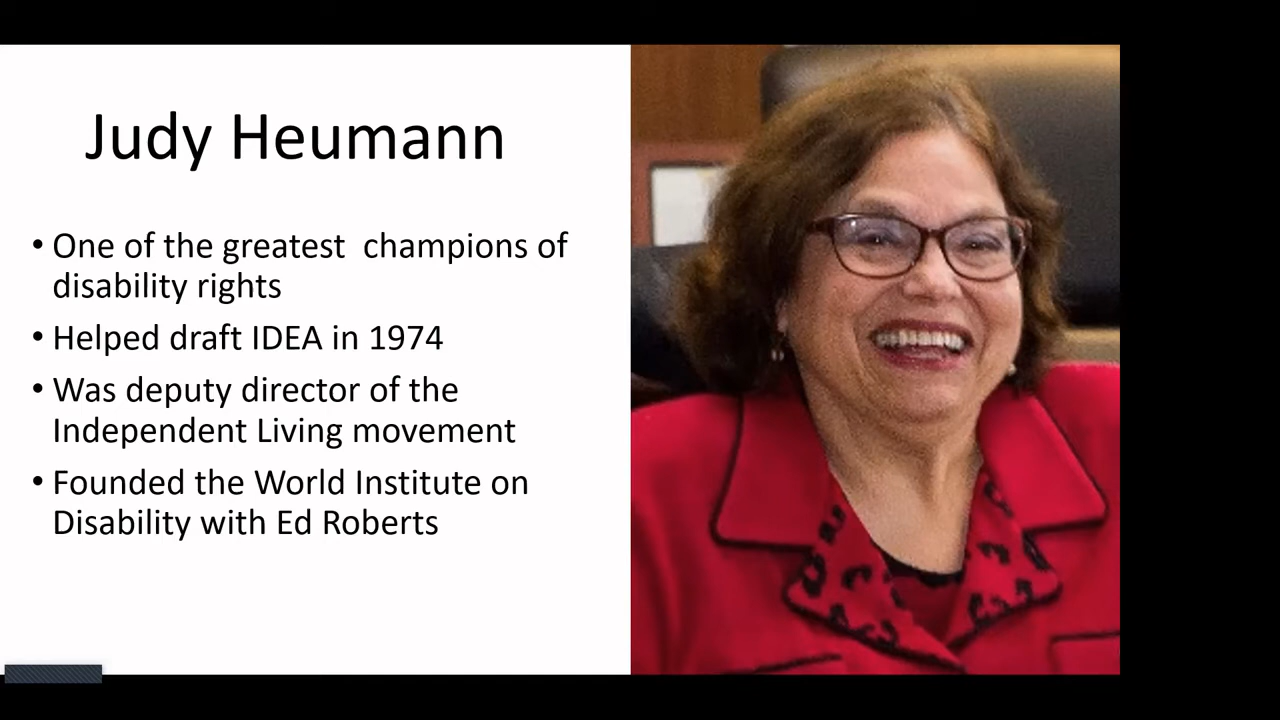 Judy Heumann
• One of the greatest  champions of
disability rights
• Helped draft IDEA in 1974
• Was deputy director of the
Independent Living movement
• Founded the World Institute on
Disability with Ed Roberts